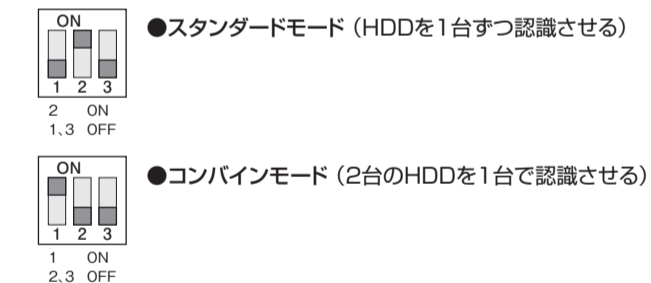 ON
●スタンダードモード（HDDを1台ずつ認識させる）
1 2 3
2 ON
1、3 OFF
ON
●コンバインモード（2台のHDDを1台で認識させる）
1 2 3
1 ON
2、3 OFF